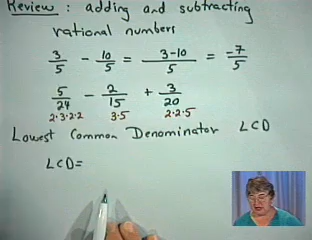 Review : adding and subtracting
rational numbers
3/5 - 10/5 = 3-10/5 = -7/5
5/24 - 2/15 + 3/20
2·3·2·2 3·5 2·2·5
Lowest Common Denominator LCD
LCD=